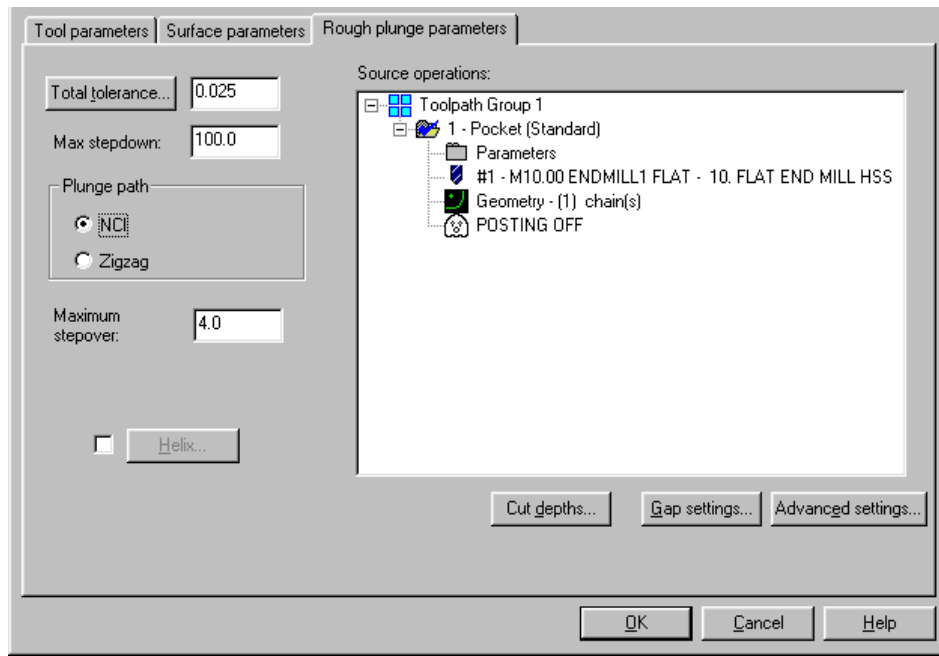 Tool parameters
Surface parameters
Rough plunge parameters
Total tolerance...
0.025
Max stepdown:
100.0
Plunge path
NCI
Zigzag
Maximum
stepover:
4.0
Helix...
Source operations:
Toolpath Group 1
1 - Pocket (Standard)
Parameters
#1 - M10.00 ENDMILL1 FLAT - 10. FLAT END MILL HSS
Geometry - (1) chain(s)
POSTING OFF
Cut depths...
Gap settings...
Advanced settings...
OK
Cancel
Help